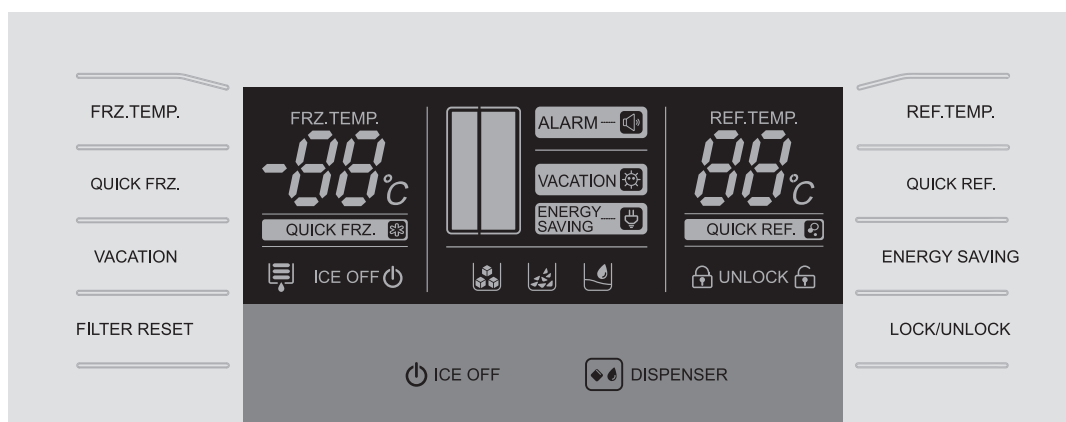 FRZ.TEMP.
QUICK FRZ.
VACATION
FILTER RESET
FRZ.TEMP.
-88°C
QUICK FRZ.
ICE OFF
ALARM
VACATION
ENERGY
SAVING
REF.TEMP.
88°C
QUICK REF.
UNLOCK
REF.TEMP.
QUICK REF.
ENERGY SAVING
LOCK/UNLOCK
ICE OFF
DISPENSER